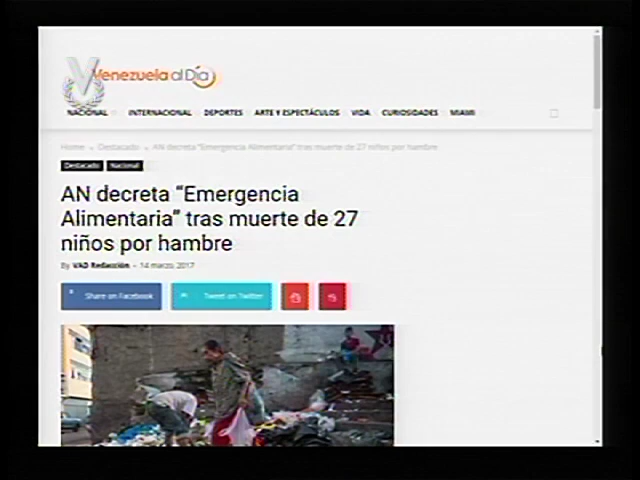 Venezuela al Día
NACIONAL INTERNACIONAL DEPORTES ARTE Y ESPECTÁCULOS VIDA CURIOSIDADES MIAMI
Home » Destacado » AN decreta "Emergencia Alimentaria" tras muerte de 27 niños por hambre
Destacado Nacional
AN decreta “Emergencia
Alimentaria” tras muerte de 27
niños por hambre
By VAD Redacción - 14 marzo, 2017
Share on Facebook Tweet on Twitter